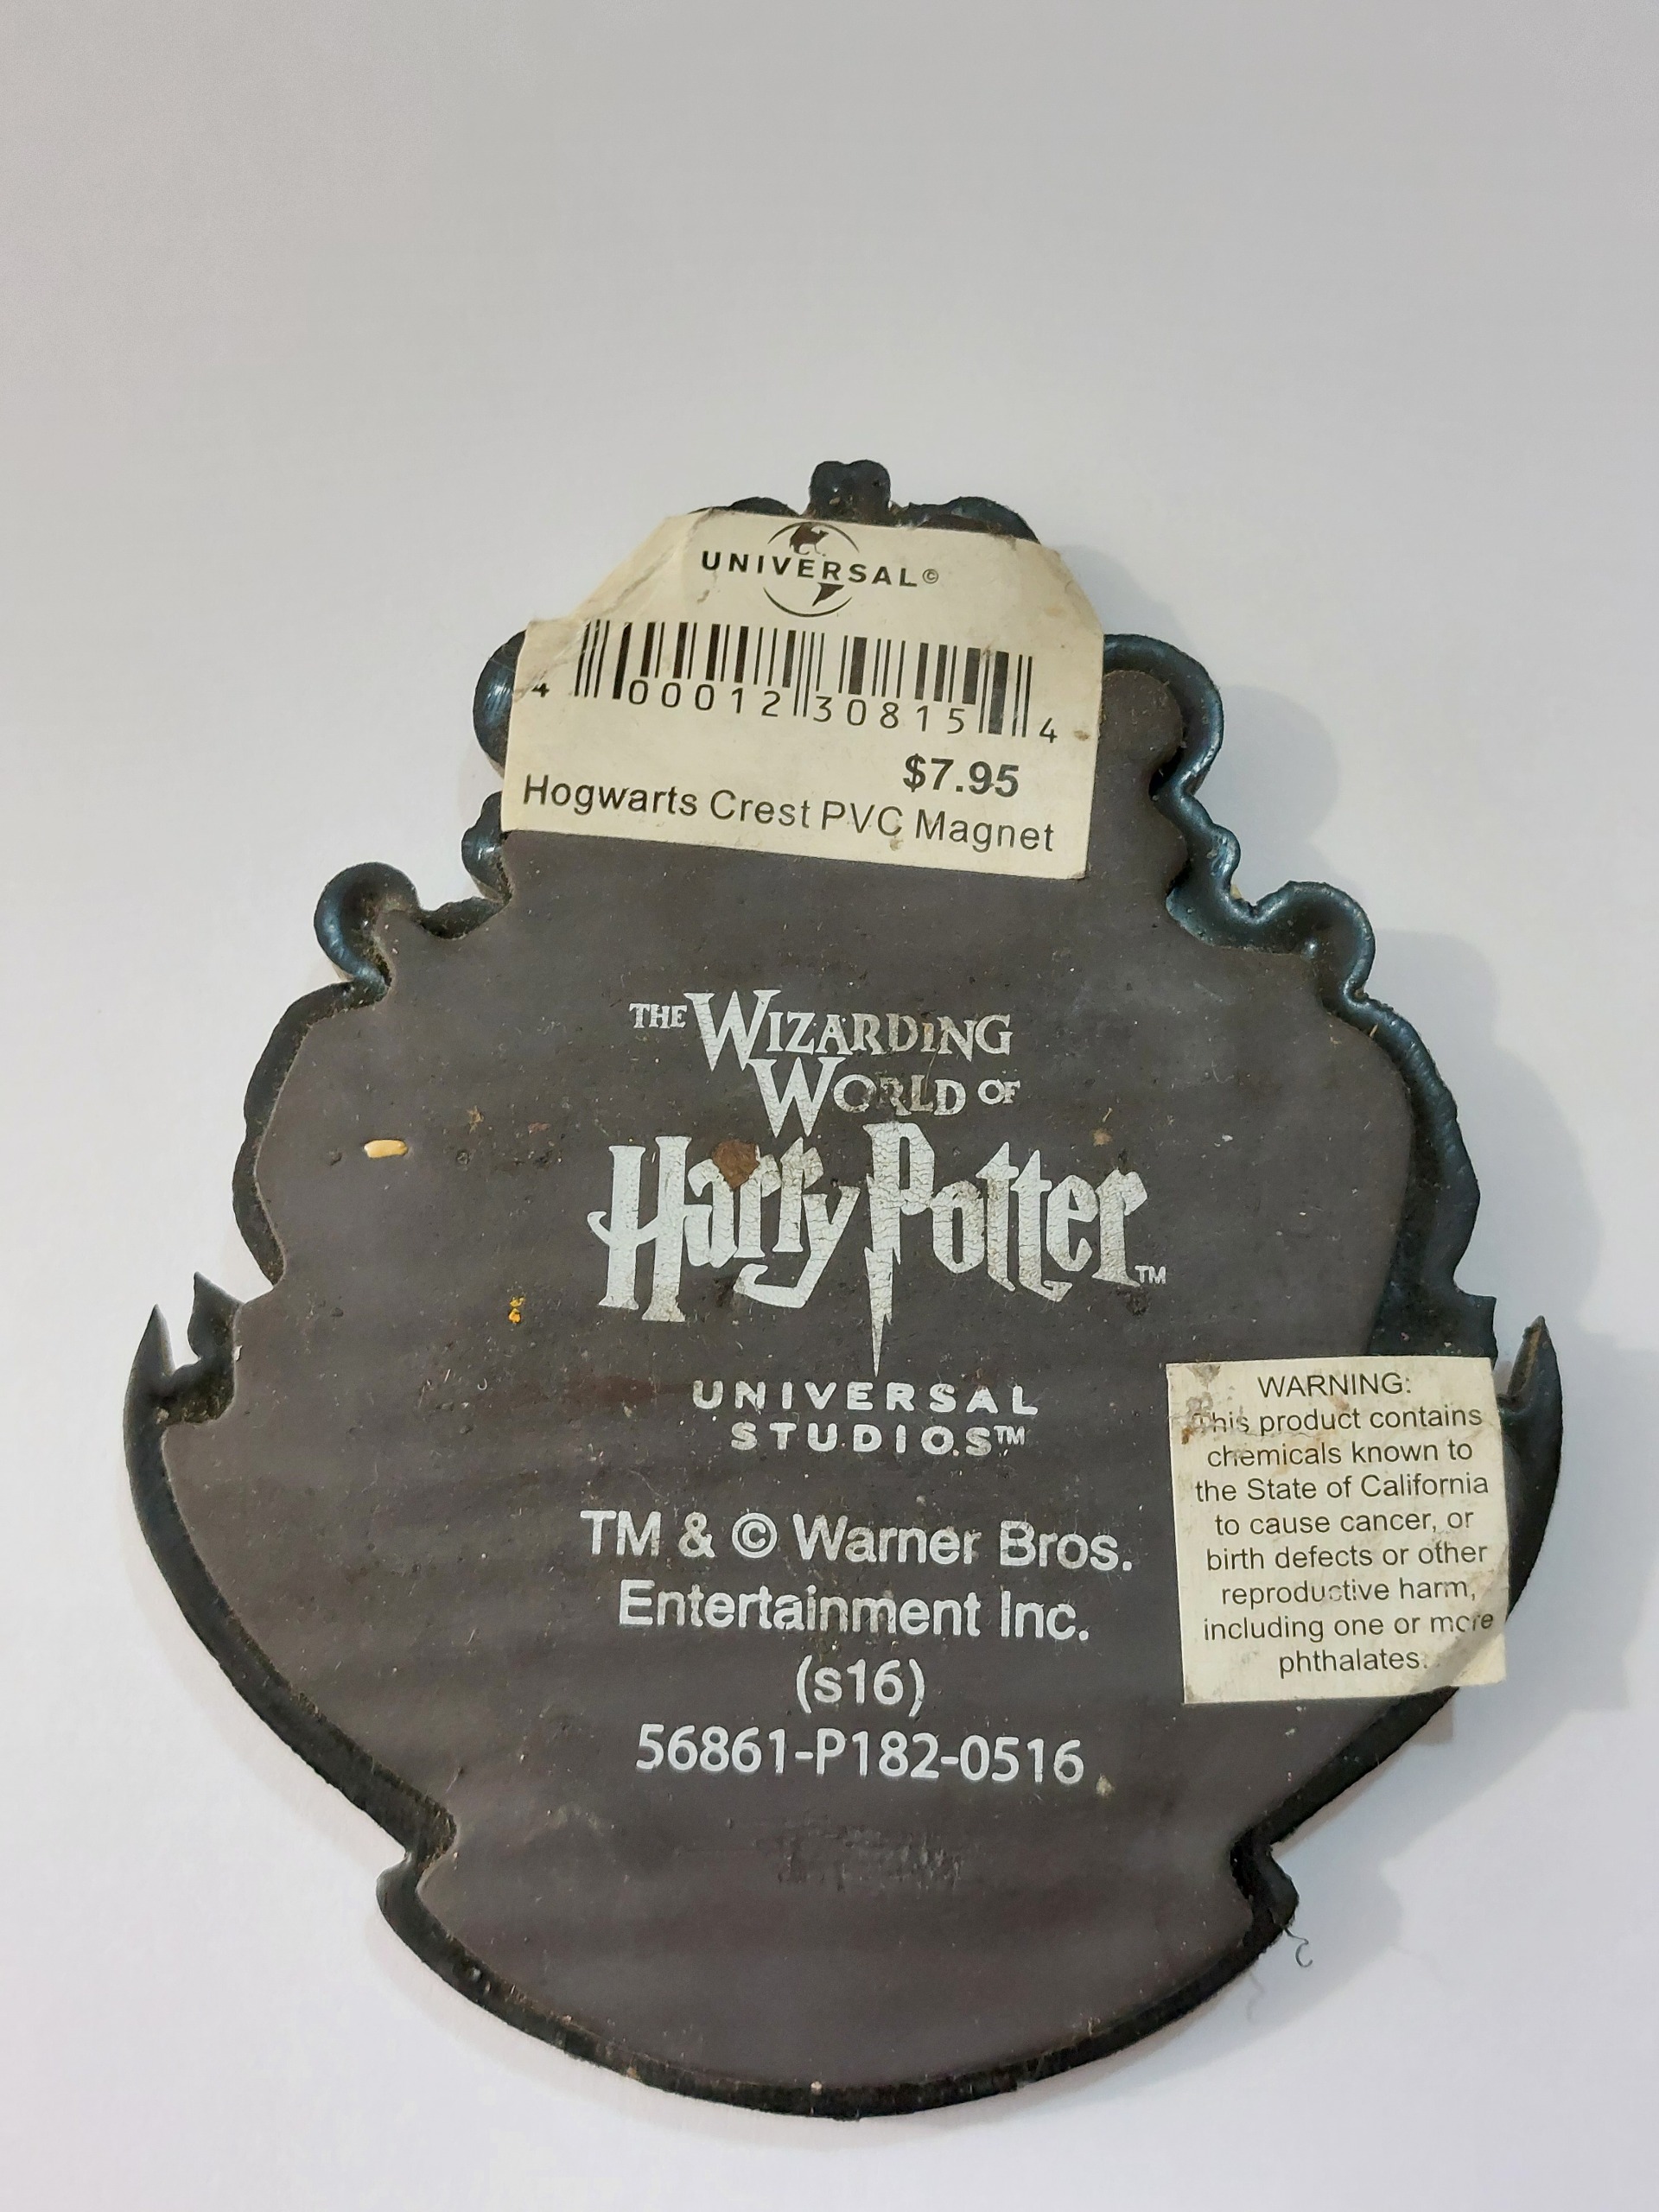 UNIVERSAL©
4 00012 30815 4
$7.95
Hogwarts Crest PVC Magnet
THE WIZARDING
WORLD OF
Harry Potter™
UNIVERSAL
STUDIOS™
TM & © Warner Bros.
Entertainment Inc.
(s16)
56861-P182-0516
WARNING:
This product contains
chemicals known to
the State of California
to cause cancer, or
birth defects or other
reproductive harm,
including one or more
phthalates.